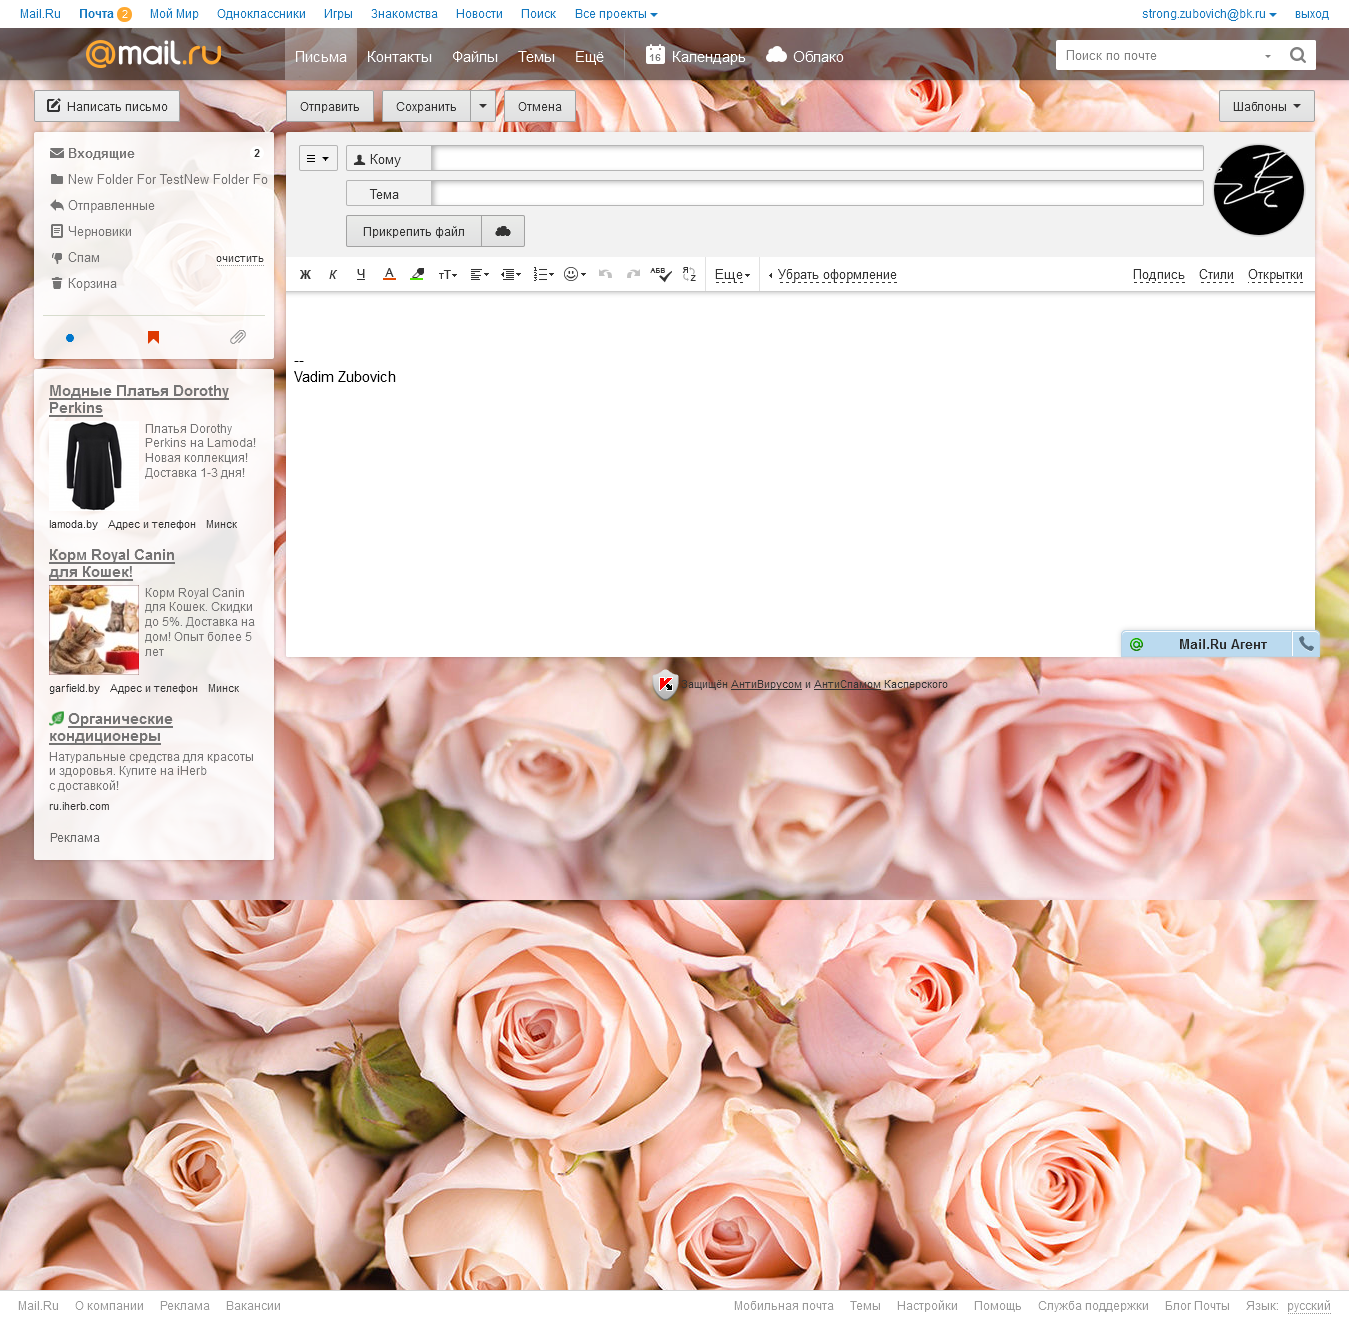 Mail.Ru Почта 2 Мой Мир Одноклассники Игры Знакомства Новости Поиск Все проекты strong.zubovich@bk.ru выход
@mail.ru Письма Контакты Файлы Темы Ещё 16 Календарь Облако Поиск по почте
Написать письмо Отправить Сохранить Отмена Шаблоны
Входящие 2
New Folder For TestNew Folder Fo
Отправленные
Черновики
Спам очистить
Корзина
Кому
Тема
Прикрепить файл
Ж К Ч А тТ АБВ Я Z Еще Убрать оформление Подпись Стили Открытки
--
Vadim Zubovich
Модные Платья Dorothy
Perkins
Платья Dorothy
Perkins на Lamoda!
Новая коллекция!
Доставка 1-3 дня!
lamoda.by Адрес и телефон Минск
Корм Royal Canin
для Кошек!
Корм Royal Canin
для Кошек. Скидки
до 5%. Доставка на
дом! Опыт более 5
лет
garfield.by Адрес и телефон Минск
Органические
кондиционеры
Натуральные средства для красоты
и здоровья. Купите на iHerb
с доставкой!
ru.iherb.com
Реклама
@ Mail.Ru Агент
Защищён АнтиВирусом и АнтиСпамом Касперского
Mail.Ru О компании Реклама Вакансии Мобильная почта Темы Настройки Помощь Служба поддержки Блог Почты Язык: русский